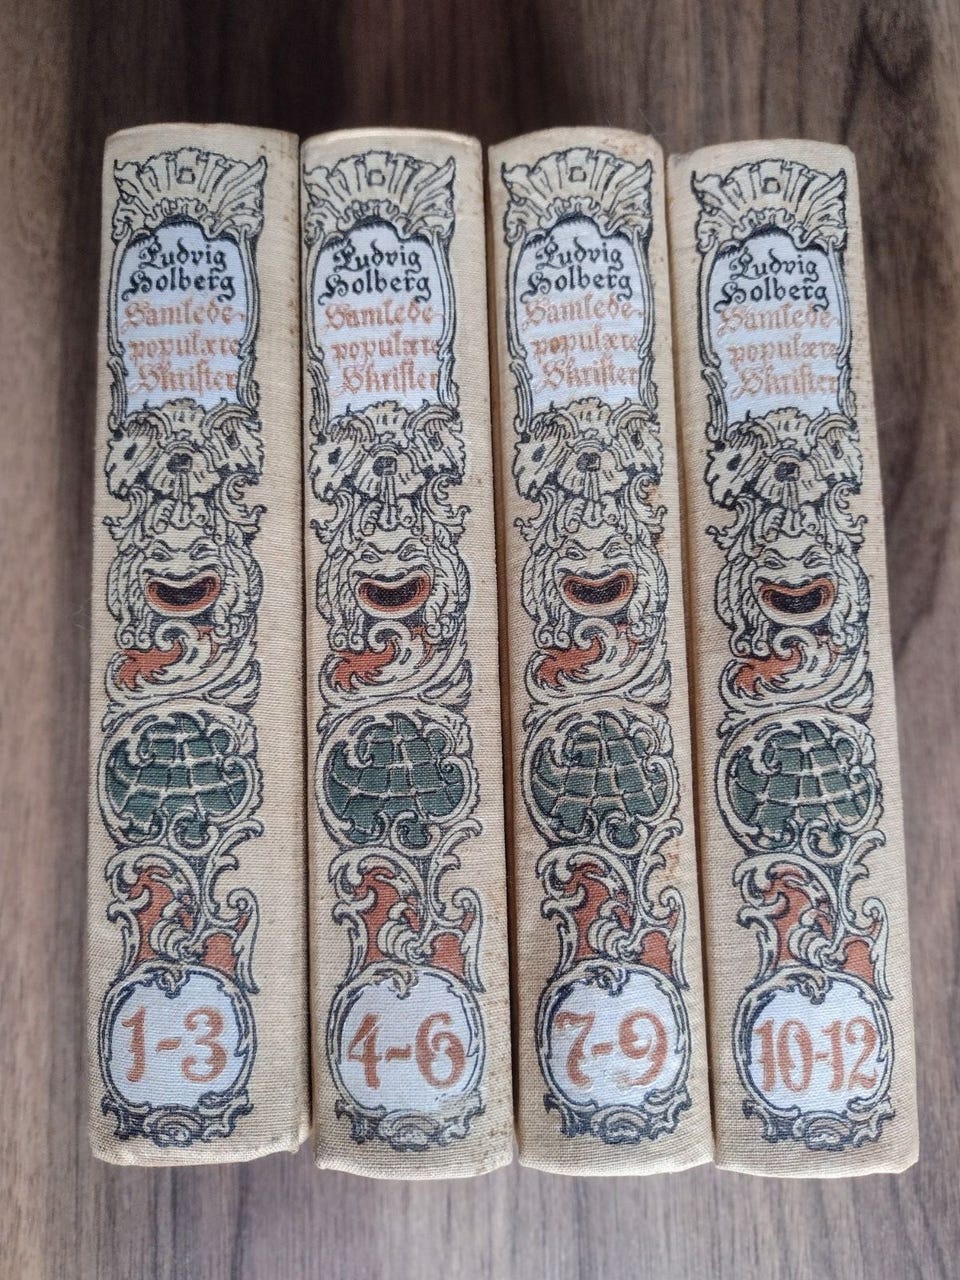 Ludvig
Holberg
Samlede
populære
Skrifter
1-3
Ludvig
Holberg
Samlede
populære
Skrifter
4-6
Ludvig
Holberg
Samlede
populære
Skrifter
7-9
Ludvig
Holberg
Samlede
populære
Skrifter
10-12